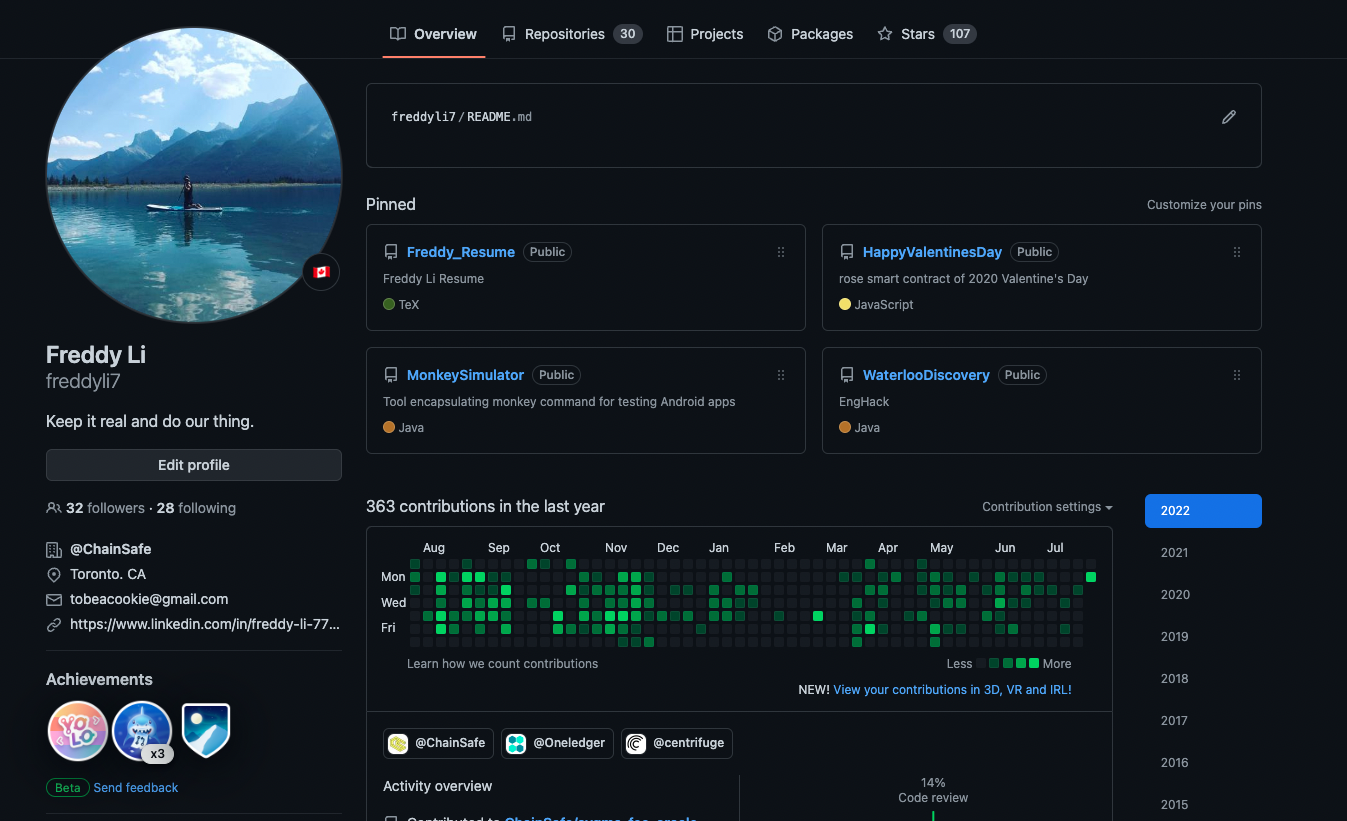 Overview
Repositories 30
Projects
Packages
Stars 107
freddyli7/README.md
Pinned
Customize your pins
Freddy_Resume Public
Freddy Li Resume
TeX
HappyValentinesDay Public
rose smart contract of 2020 Valentine's Day
JavaScript
MonkeySimulator Public
Tool encapsulating monkey command for testing Android apps
Java
WaterlooDiscovery Public
EngHack
Java
Freddy Li
freddyli7
Keep it real and do our thing.
Edit profile
32 followers · 28 following
@ChainSafe
Toronto. CA
tobeacookie@gmail.com
https://www.linkedin.com/in/freddy-li-77...
Achievements
YOLO
x3
Beta Send feedback
363 contributions in the last year
Contribution settings
Aug Sep Oct Nov Dec Jan Feb Mar Apr May Jun Jul
Mon
Wed
Fri
Learn how we count contributions
Less More
NEW! View your contributions in 3D, VR and IRL!
@ChainSafe
@Oneledger
@centrifuge
Activity overview
14%
Code review
Contributed to
2022
2021
2020
2019
2018
2017
2016
2015